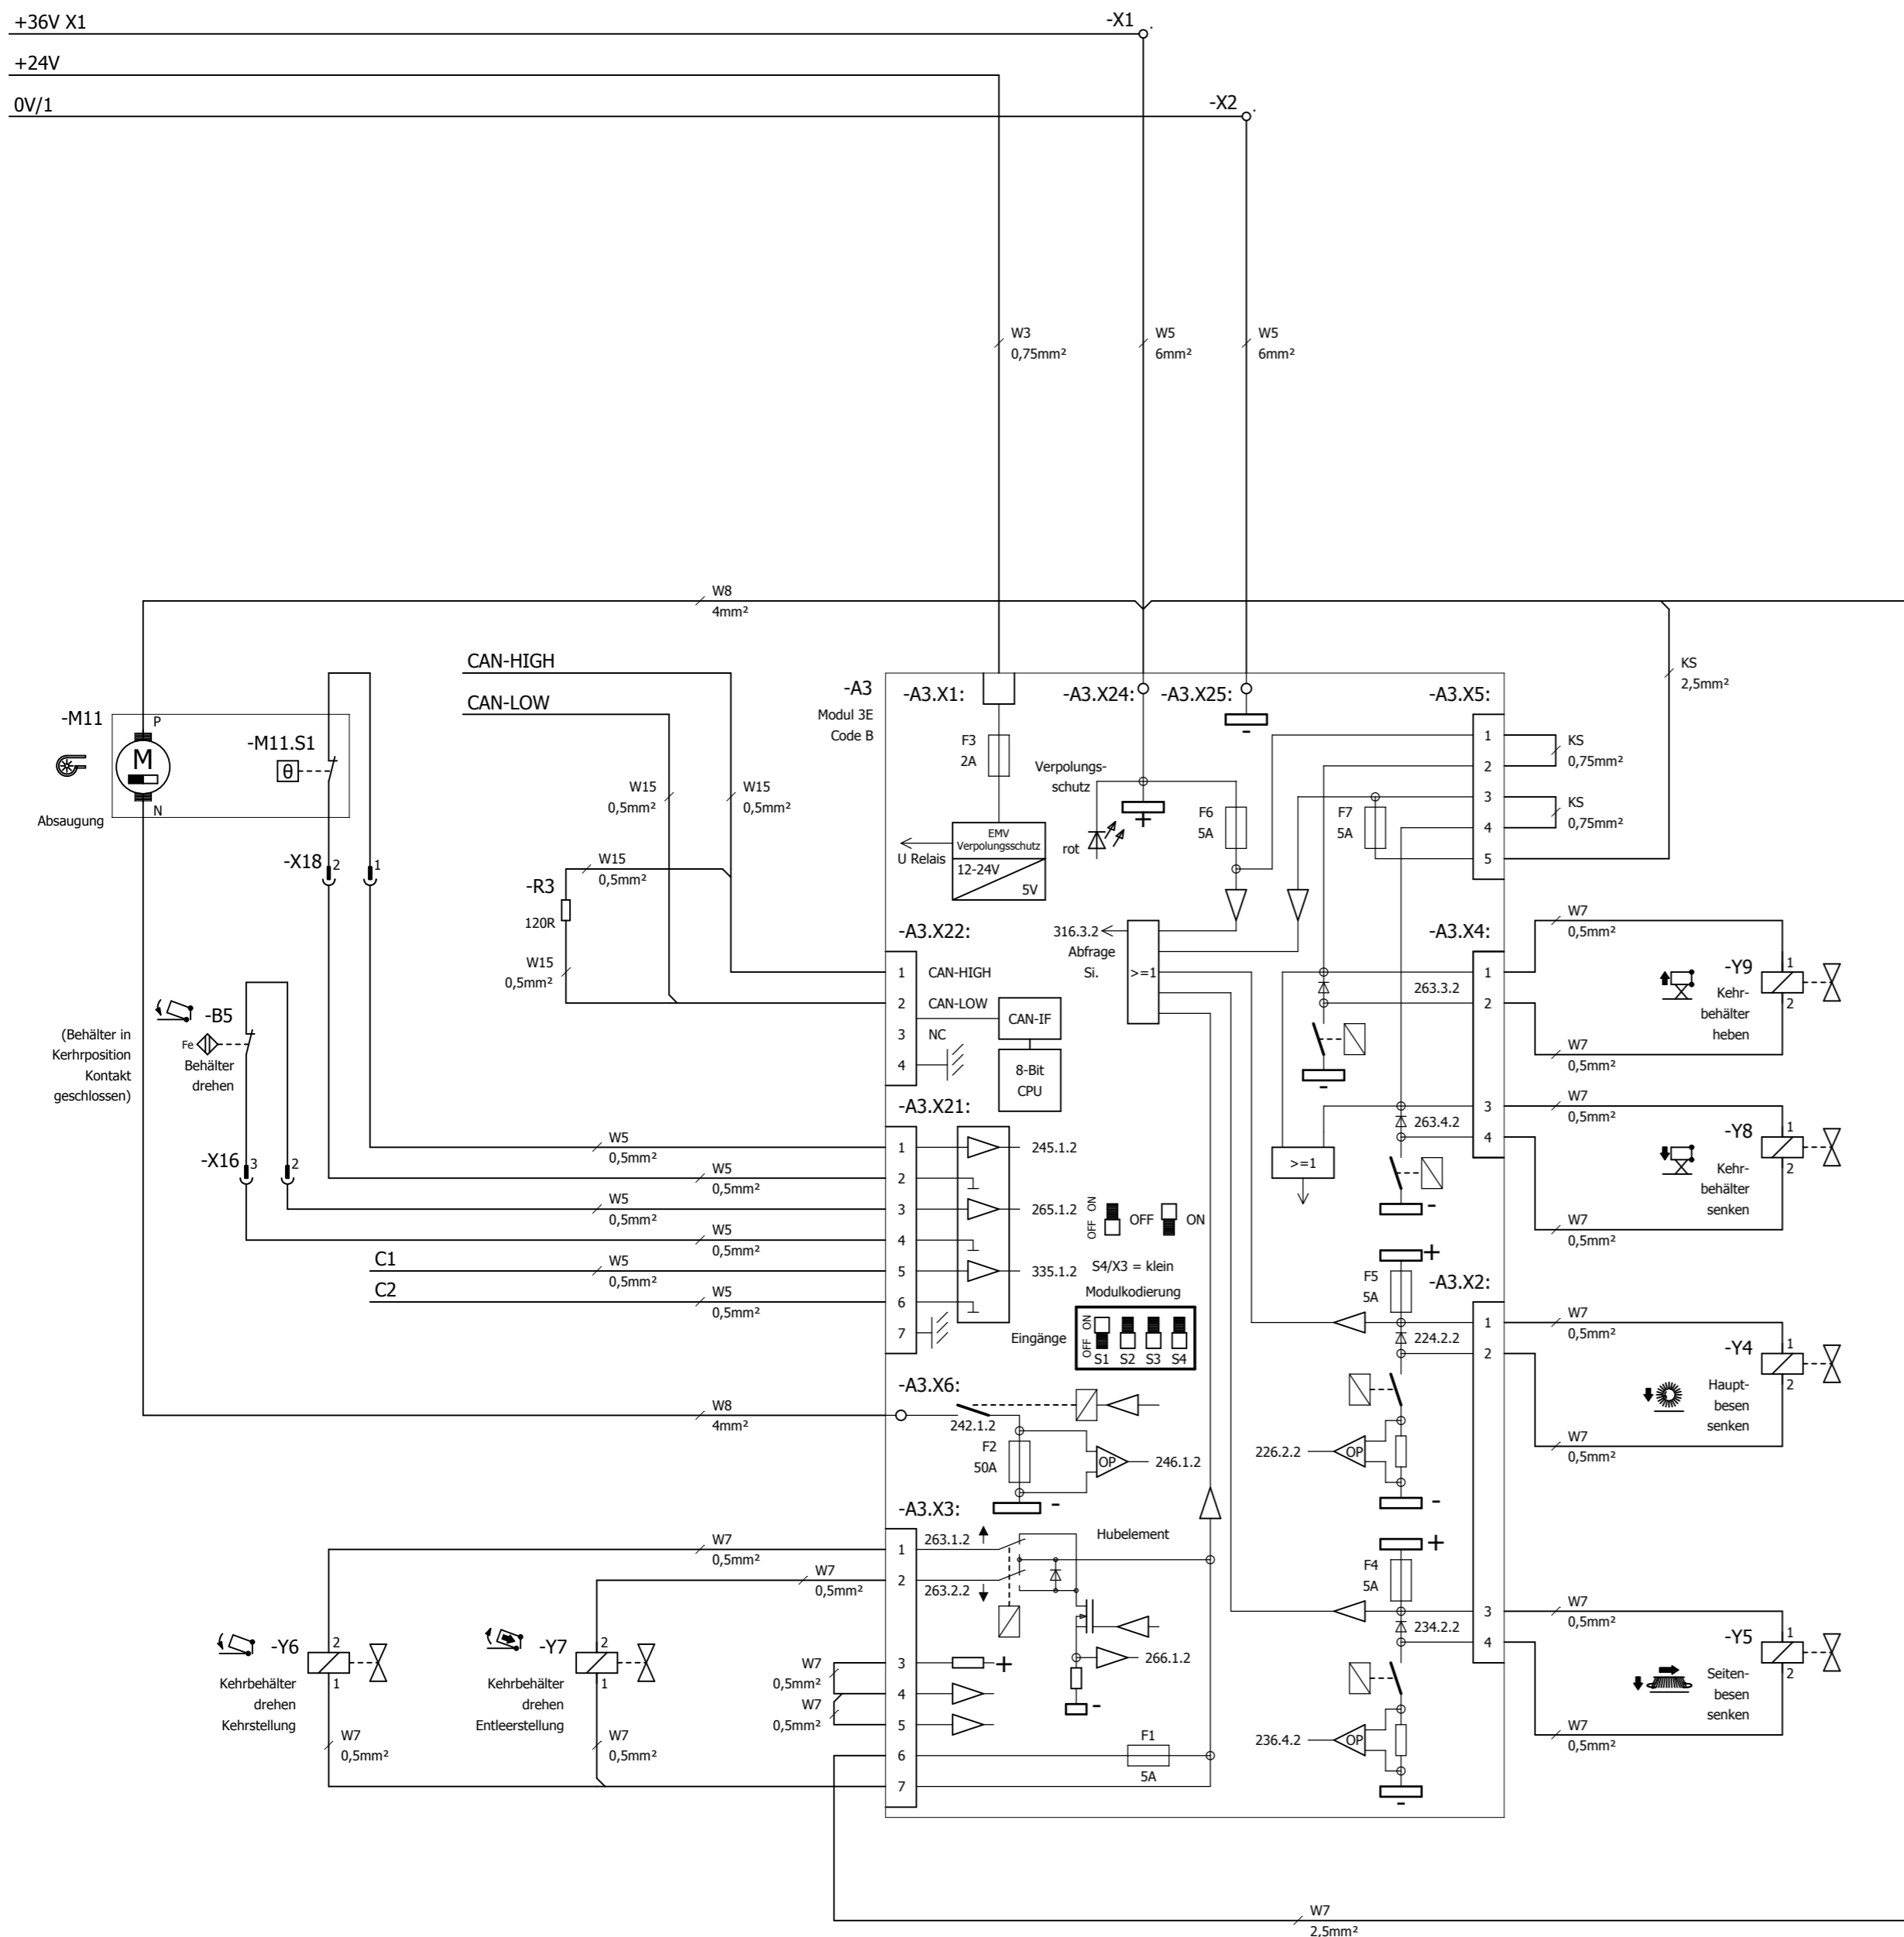 +36V X1
-X1
+24V
0V/1
-X2
W3
0,75mm²
W5
6mm²
W5
6mm²
W8
4mm²
CAN-HIGH
CAN-LOW
-A3
Modul 3E
Code B
-A3.X1:
-A3.X24:
-A3.X25:
-A3.X5:
KS
2,5mm²
-M11
P
M
N
Absaugung
-M11.S1
θ
W15
0,5mm²
W15
0,5mm²
F3
2A
Verpolungs-
schutz
+
-
rot
F6
5A
F7
5A
1
2
3
4
5
KS
0,75mm²
KS
0,75mm²
EMV
Verpolungsschutz
12-24V
5V
U Relais
-X18
2
1
W15
0,5mm²
-R3
120R
W15
0,5mm²
-A3.X22:
1
2
3
4
CAN-HIGH
CAN-LOW
NC
CAN-IF
8-Bit
CPU
316.3.2
Abfrage
Si.
>=1
-A3.X4:
1
2
3
4
263.3.2
-
263.4.2
-
>=1
W7
0,5mm²
-Y9
1
2
Kehr-
behälter
heben
W7
0,5mm²
W7
0,5mm²
-Y8
1
2
Kehr-
behälter
senken
W7
0,5mm²
(Behälter in
Kerhrposition
Kontakt
geschlossen)
-B5
Fe
Behälter
drehen
-X16
3
2
-A3.X21:
1
2
3
4
5
6
7
W5
0,5mm²
W5
0,5mm²
W5
0,5mm²
W5
0,5mm²
C1
W5
0,5mm²
C2
W5
0,5mm²
245.1.2
265.1.2
335.1.2
OFF
ON
OFF
ON
S4/X3 = klein
Modulkodierung
Eingänge
OFF
ON
S1
S2
S3
S4
+
F5
5A
-A3.X2:
1
2
3
4
224.2.2
226.2.2
OP
-
W7
0,5mm²
-Y4
1
2
Haupt-
besen
senken
W7
0,5mm²
-A3.X6:
W8
4mm²
242.1.2
F2
50A
OP
246.1.2
-
-A3.X3:
1
2
3
4
5
6
7
263.1.2
263.2.2
Hubelement
266.1.2
+
-
F1
5A
+
F4
5A
234.2.2
236.4.2
OP
-
W7
0,5mm²
-Y5
1
2
Seiten-
besen
senken
W7
0,5mm²
W7
0,5mm²
W7
0,5mm²
-Y6
2
1
Kehrbehälter
drehen
Kehrstellung
W7
0,5mm²
-Y7
2
1
Kehrbehälter
drehen
Entleerstellung
W7
0,5mm²
W7
0,5mm²
W7
0,5mm²
W7
2,5mm²